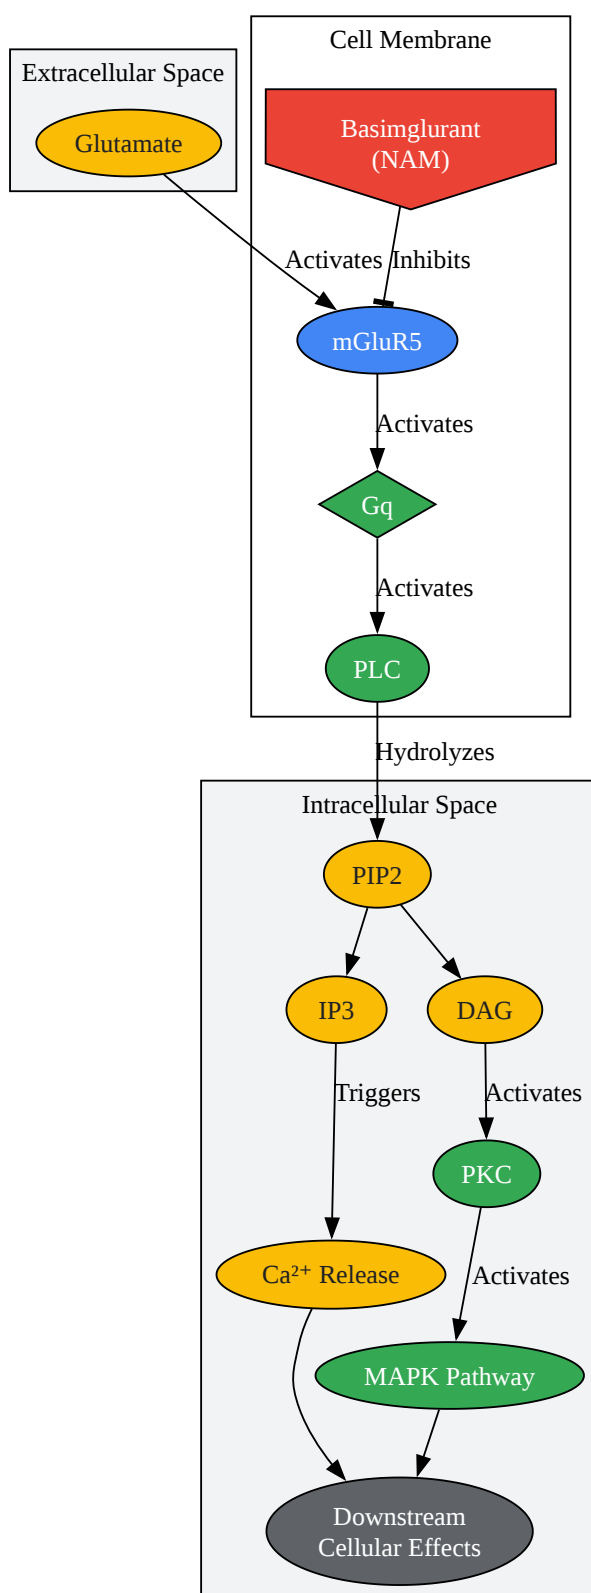 Cell Membrane
Extracellular Space
Basimglurant
(NAM)
Glutamate
Activates
Inhibits
mGluR5
Activates
Gq
Activates
PLC
Hydrolyzes
Intracellular Space
PIP2
IP3
DAG
Triggers
Activates
PKC
Ca²⁺ Release
Activates
MAPK Pathway
Downstream
Cellular Effects